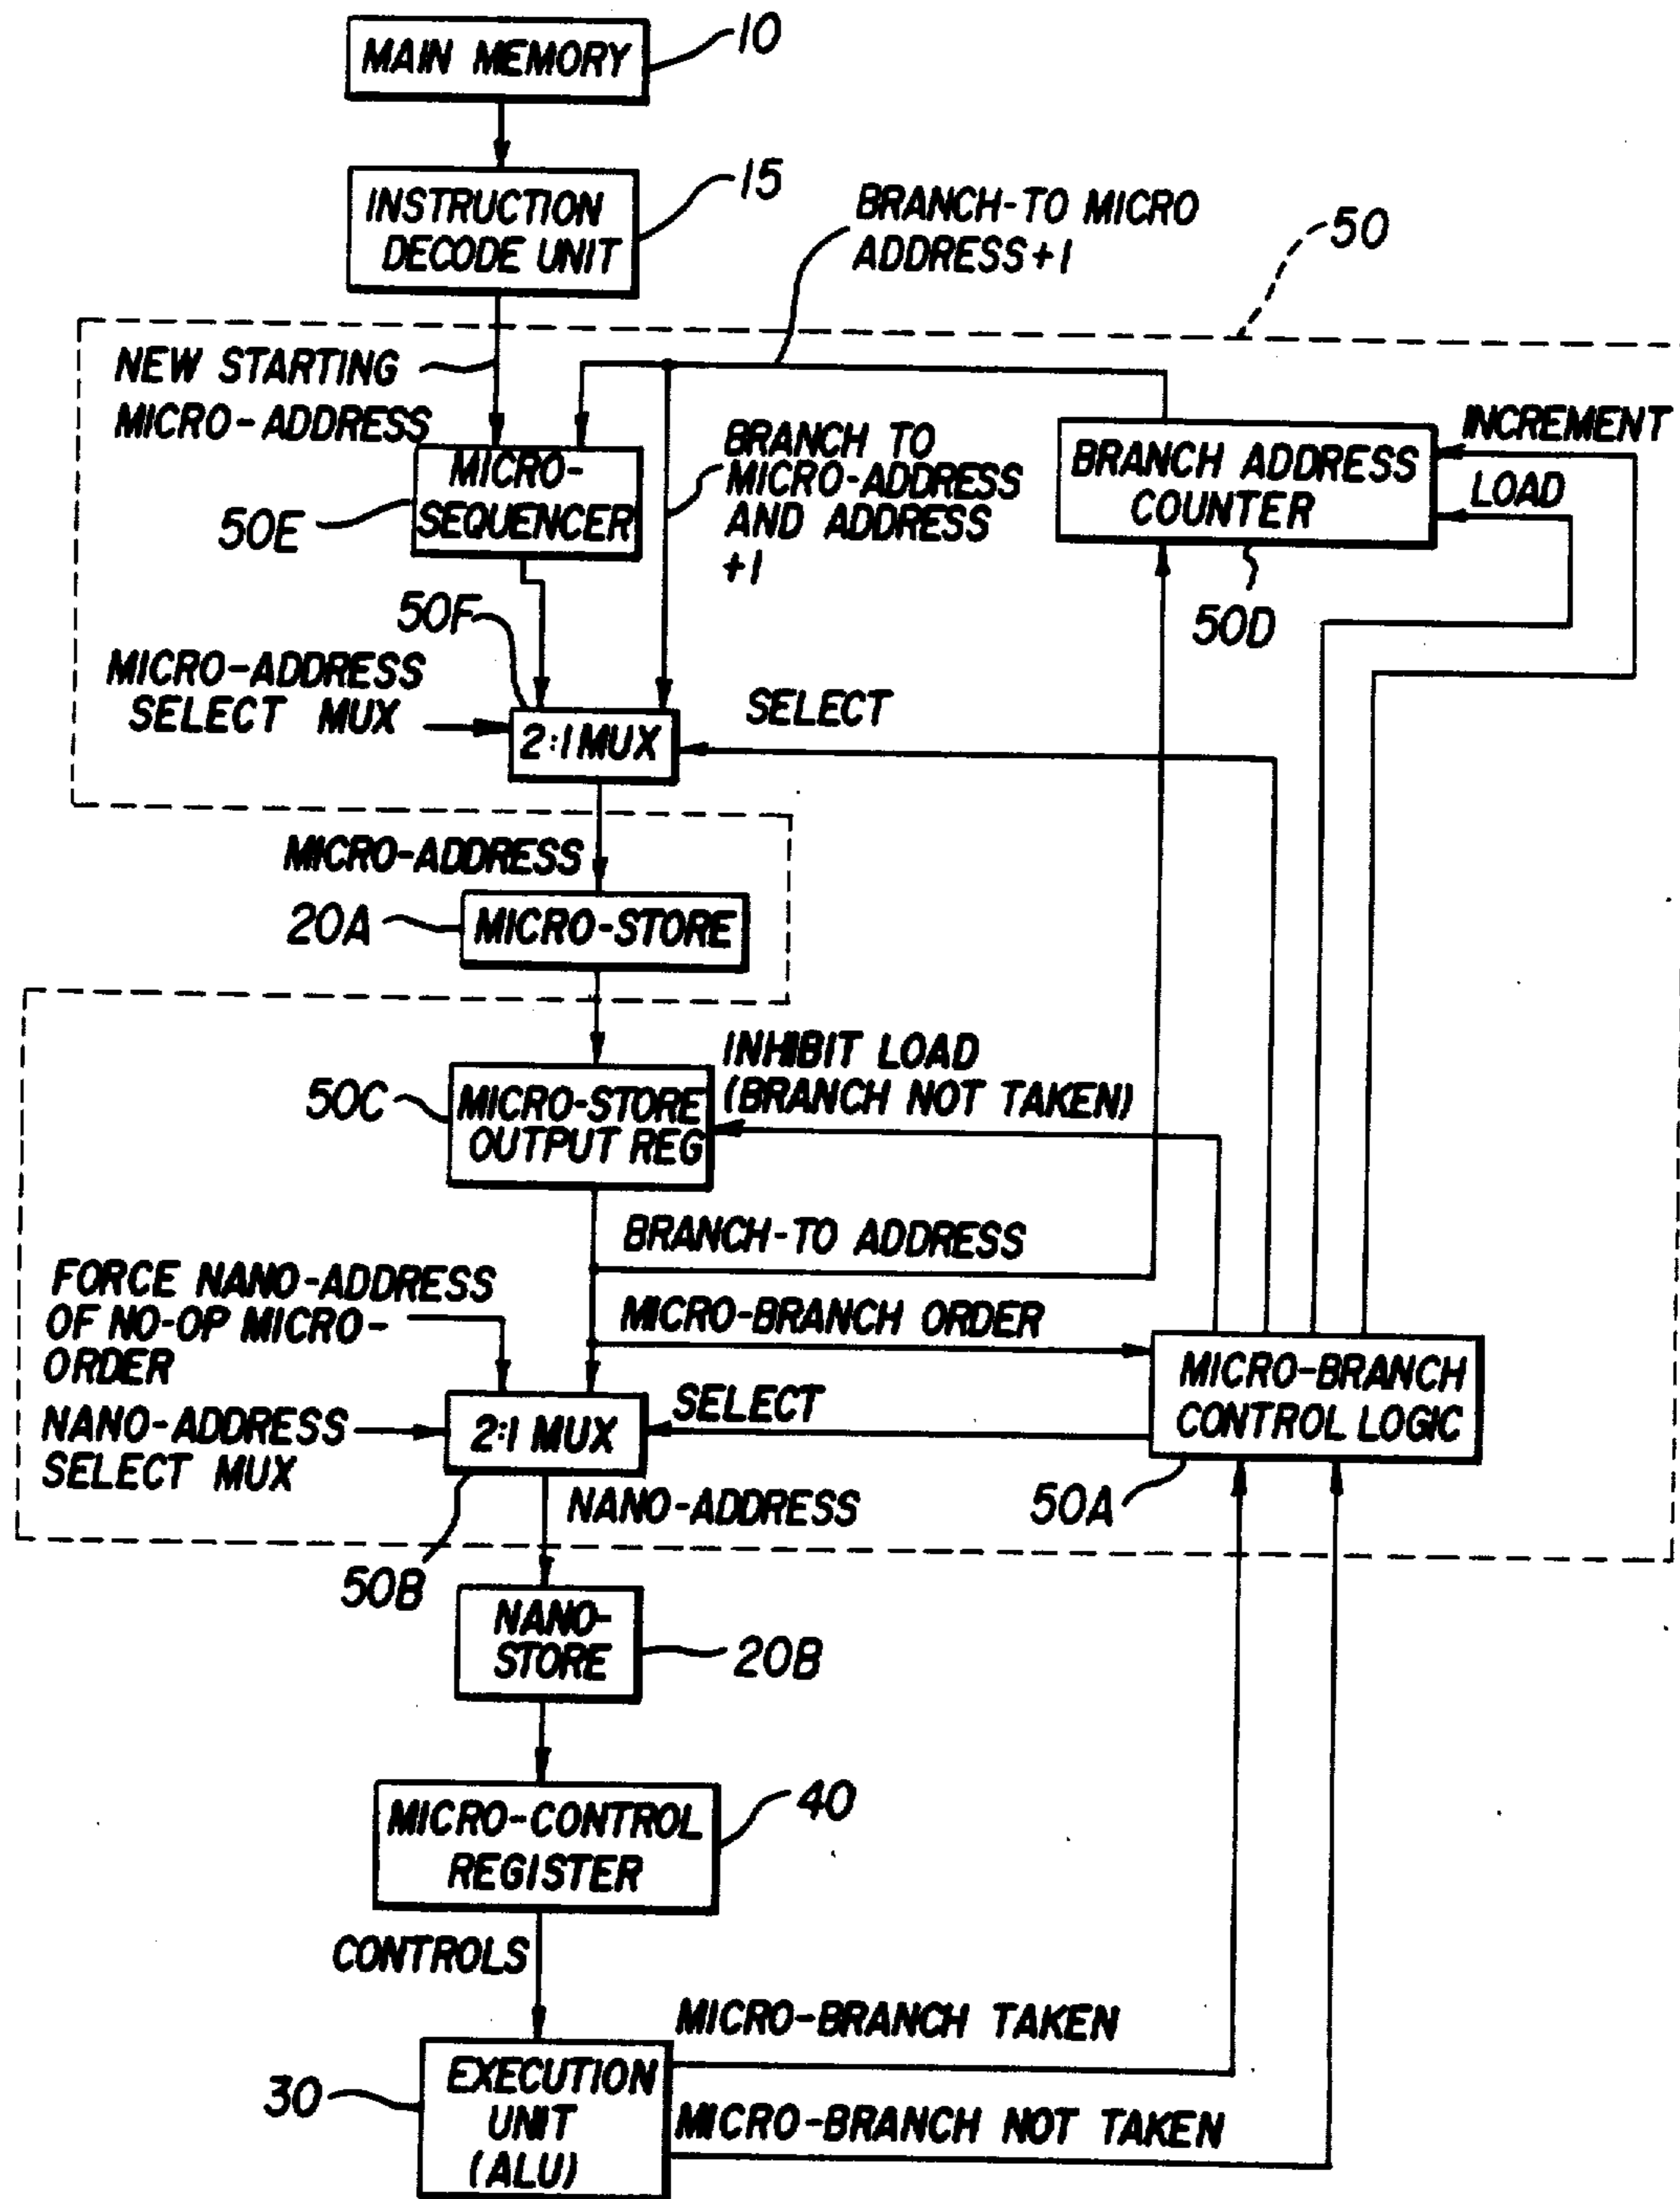 MAIN MEMORY
10
INSTRUCTION
DECODE UNIT
15
BRANCH-TO MICRO
ADDRESS+1
50
NEW STARTING
MICRO-ADDRESS
MICRO-
SEQUENCER
50E
BRANCH TO
MICRO-ADDRESS
AND ADDRESS
+1
BRANCH ADDRESS
COUNTER
INCREMENT
LOAD
50D
50F
MICRO-ADDRESS
SELECT MUX
2:1 MUX
SELECT
MICRO-ADDRESS
20A
MICRO-STORE
50C
MICRO-STORE
OUTPUT REG
INHIBIT LOAD
(BRANCH NOT TAKEN)
BRANCH-TO ADDRESS
FORCE NANO-ADDRESS
OF NO-OP MICRO-
ORDER
MICRO-BRANCH ORDER
NANO-ADDRESS
SELECT MUX
2:1 MUX
SELECT
MICRO-BRANCH
CONTROL LOGIC
50A
NANO-ADDRESS
50B
NANO-
STORE
20B
MICRO-CONTROL
REGISTER
40
CONTROLS
MICRO-BRANCH TAKEN
30
EXECUTION
UNIT
(ALU)
MICRO-BRANCH NOT TAKEN